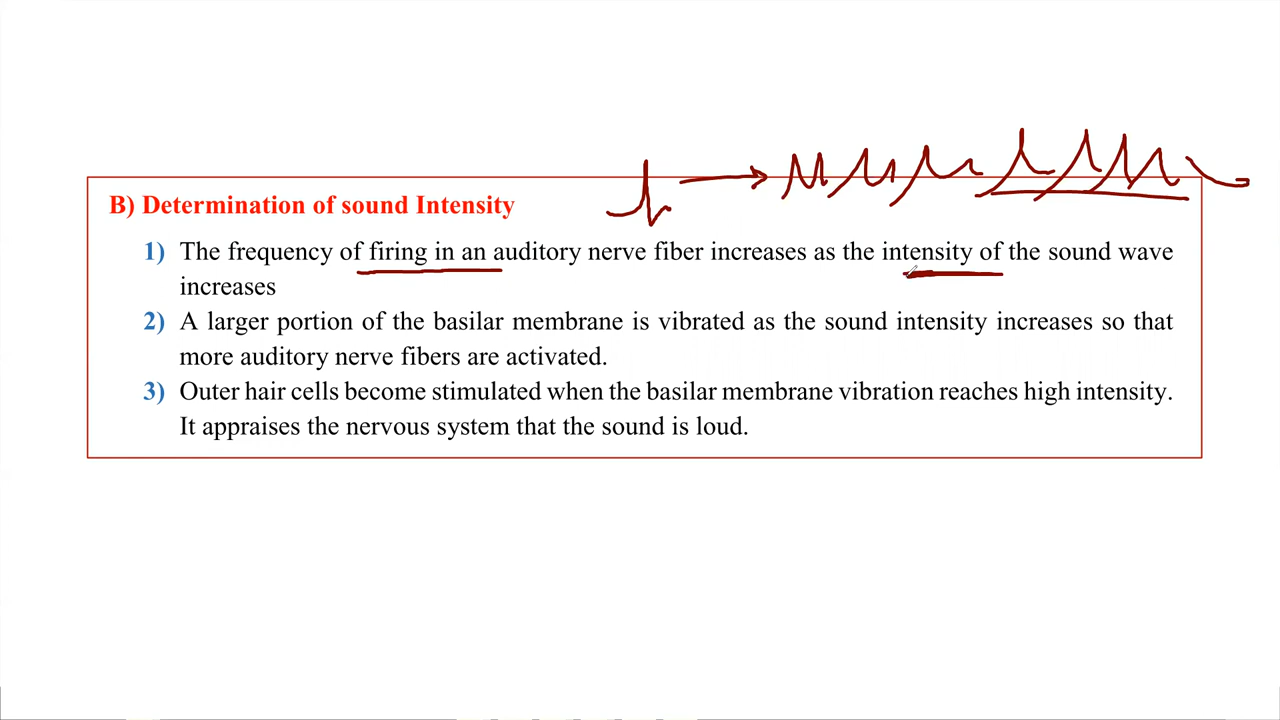 B) Determination of sound Intensity
1) The frequency of firing in an auditory nerve fiber increases as the intensity of the sound wave
increases
2) A larger portion of the basilar membrane is vibrated as the sound intensity increases so that
more auditory nerve fibers are activated.
3) Outer hair cells become stimulated when the basilar membrane vibration reaches high intensity.
It appraises the nervous system that the sound is loud.